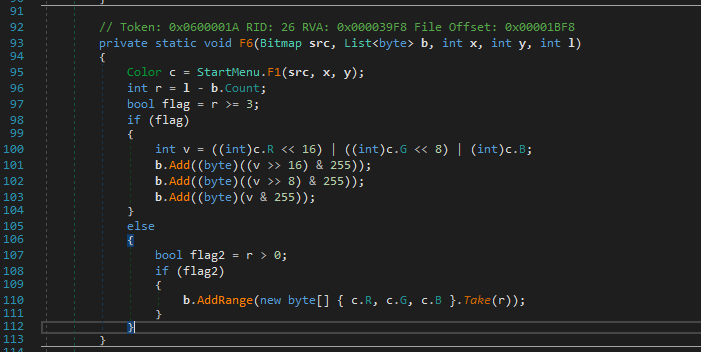 91
92 // Token: 0x0600001A RID: 26 RVA: 0x000039F8 File Offset: 0x00001BF8
93 private static void F6(Bitmap src, List<byte> b, int x, int y, int l)
94 {
95 Color c = StartMenu.F1(src, x, y);
96 int r = l - b.Count;
97 bool flag = r >= 3;
98 if (flag)
99 {
100 int v = ((int)c.R << 16) | ((int)c.G << 8) | (int)c.B;
101 b.Add((byte)((v >> 16) & 255));
102 b.Add((byte)((v >> 8) & 255));
103 b.Add((byte)(v & 255));
104 }
105 else
106 {
107 bool flag2 = r > 0;
108 if (flag2)
109 {
110 b.AddRange(new byte[] { c.R, c.G, c.B }.Take(r));
111 }
112 }
113 }